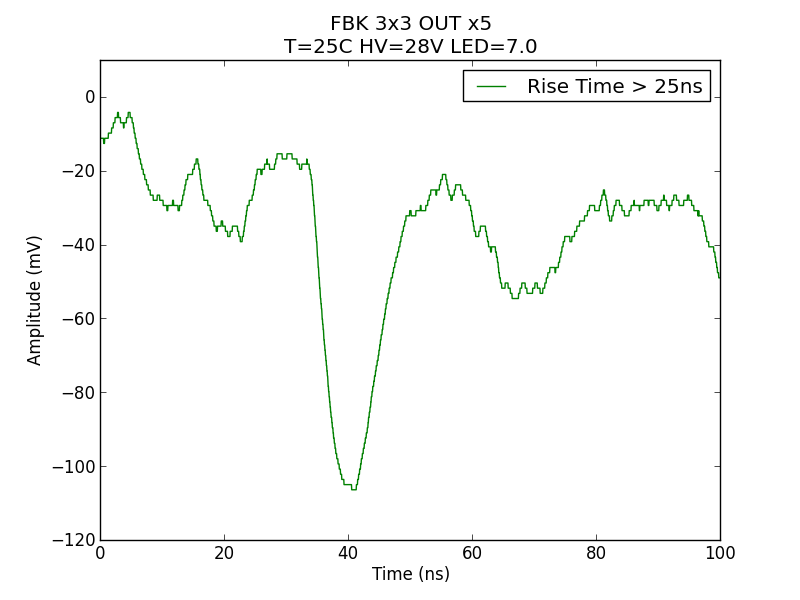 FBK 3x3 OUT x5
T=25C HV=28V LED=7.0
Rise Time > 25ns
0
−20
−40
−60
−80
−100
−120
Amplitude (mV)
0 20 40 60 80 100
Time (ns)